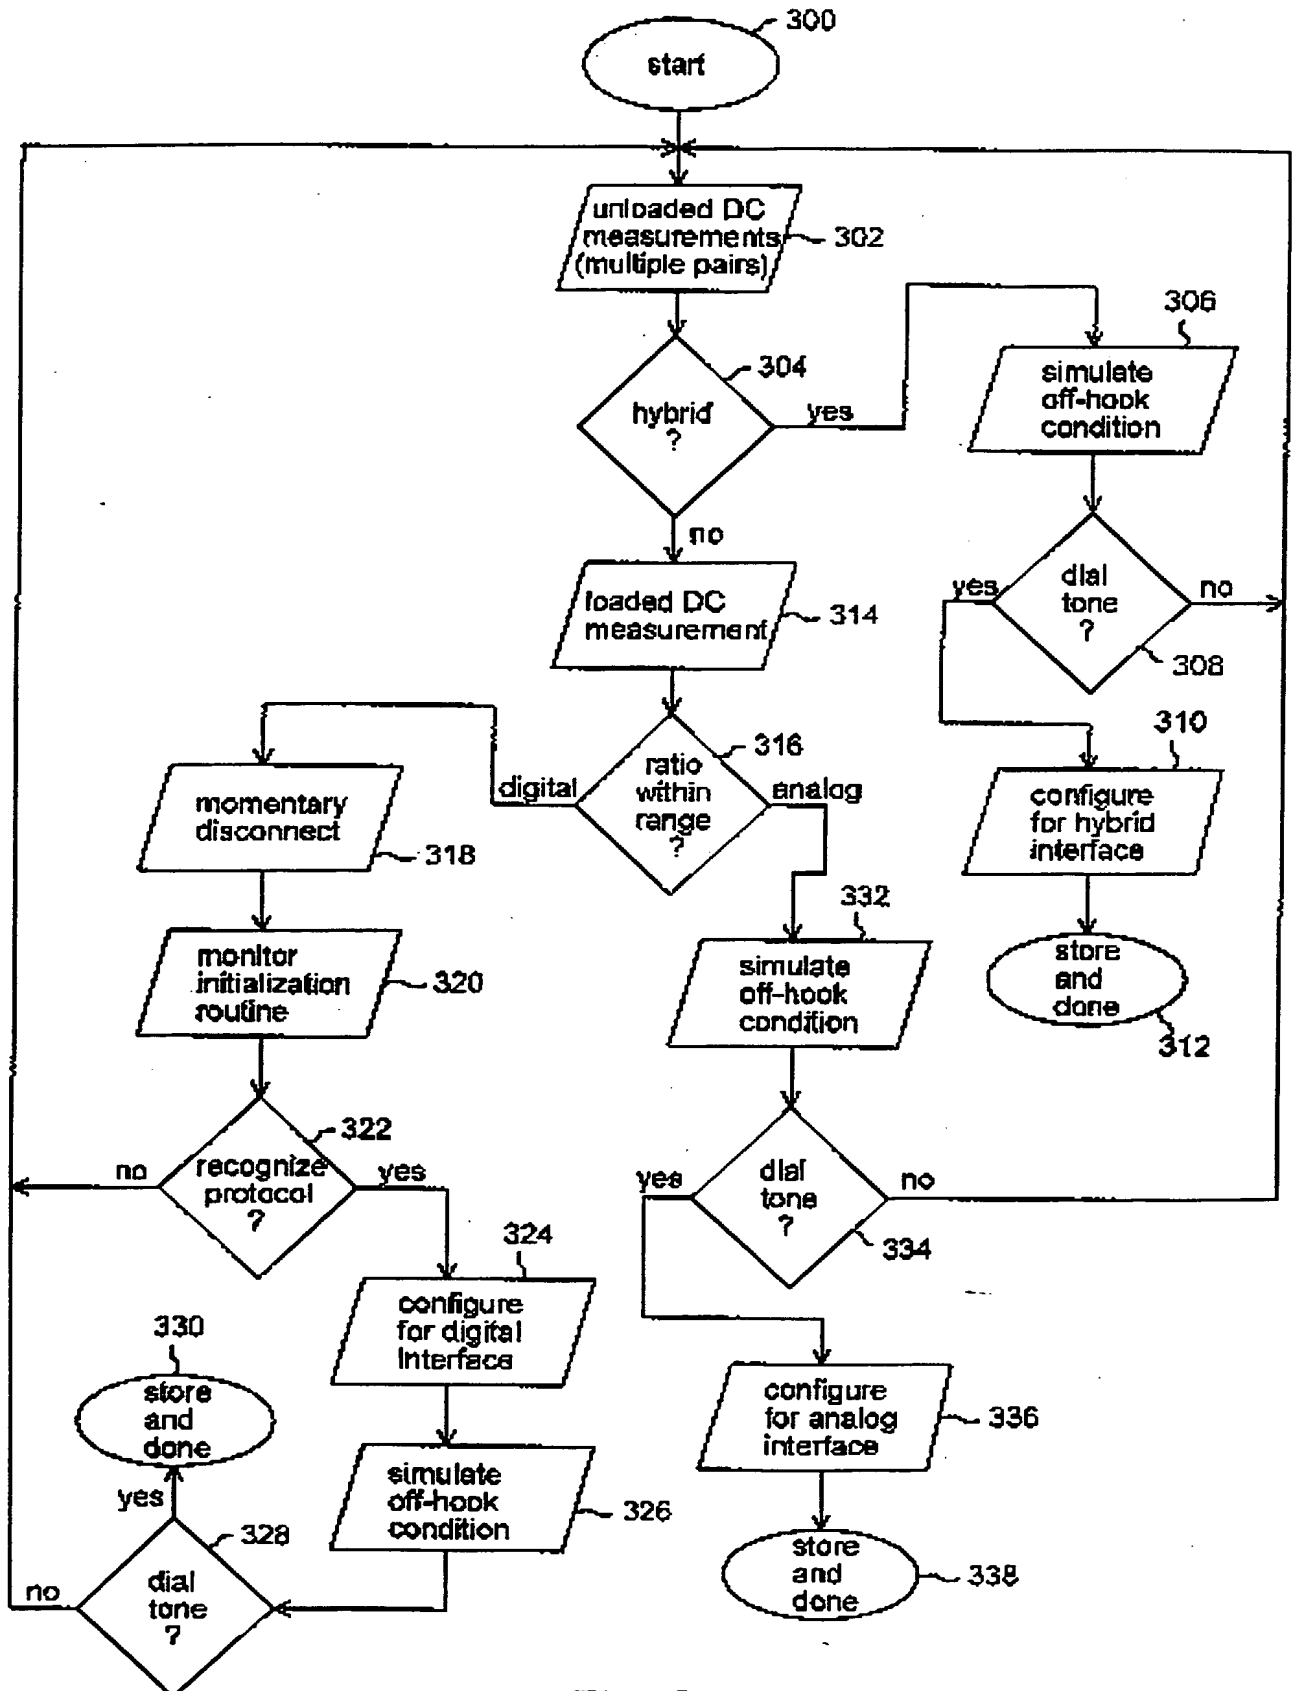 300
start
unloaded DC
measurements
(multiple pairs)
302
306
simulate
off-hook
condition
304
hybrid
?
yes
no
loaded DC
measurement
314
yes
dial
tone
?
no
308
310
configure
for hybrid
interface
316
ratio
within
range
?
digital
analog
momentary
disconnect
318
332
simulate
off-hook
condition
store
and
done
312
monitor
initialization
routine
320
322
recognize
protocol
?
no
yes
yes
dial
tone
?
no
334
324
configure
for digital
interface
330
store
and
done
yes
configure
for analog
interface
336
simulate
off-hook
condition
326
328
dial
tone
?
no
store
and
done
338